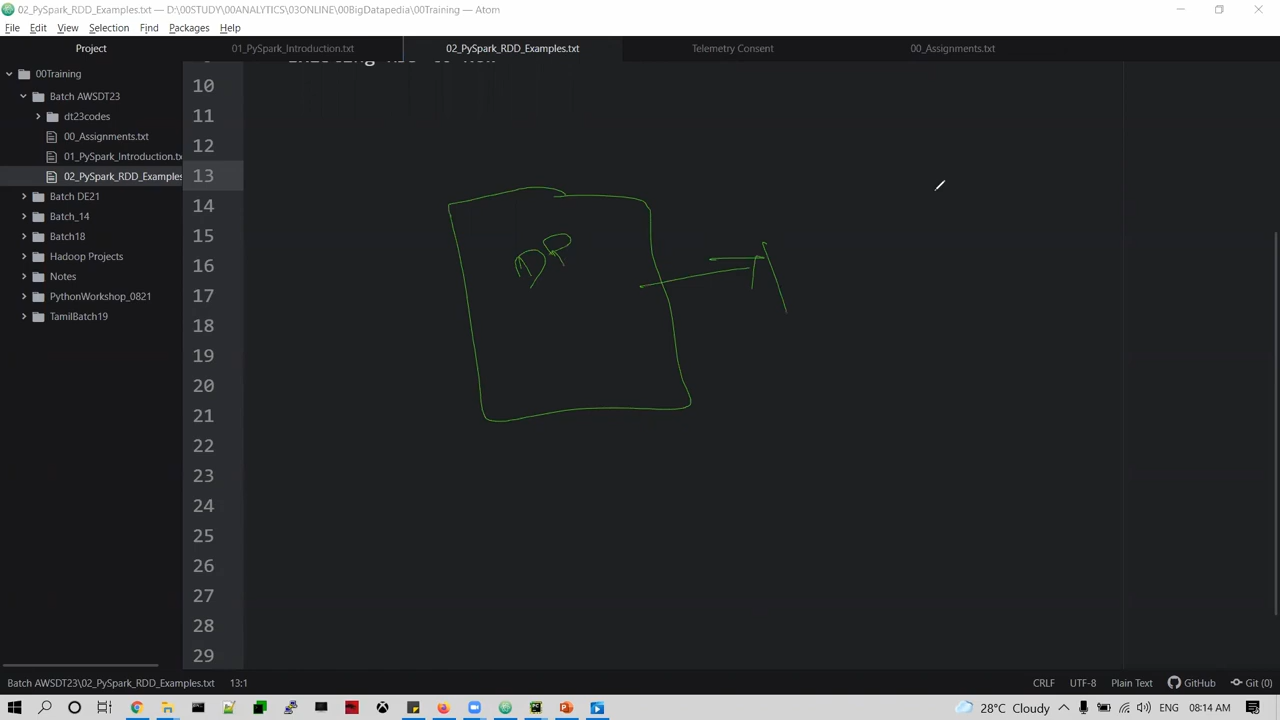 02_PySpark_RDD_Examples.txt — D:\00STUDY\00ANALYTICS\03ONLINE\00BigDatapedia\00Training — Atom
File Edit View Selection Find Packages Help
Project
01_PySpark_Introduction.txt
02_PySpark_RDD_Examples.txt
Telemetry Consent
00_Assignments.txt
00Training
Batch AWSDT23
dt23codes
00_Assignments.txt
01_PySpark_Introduction.tx
02_PySpark_RDD_Examples
Batch DE21
Batch_14
Batch18
Hadoop Projects
Notes
PythonWorkshop_0821
TamilBatch19
10
11
12
13
14
15
16
17
18
19
20
21
22
23
24
25
26
27
28
29
DR
Batch AWSDT23\02_PySpark_RDD_Examples.txt 13:1
CRLF UTF-8 Plain Text GitHub Git (0)
28°C Cloudy ENG 08:14 AM